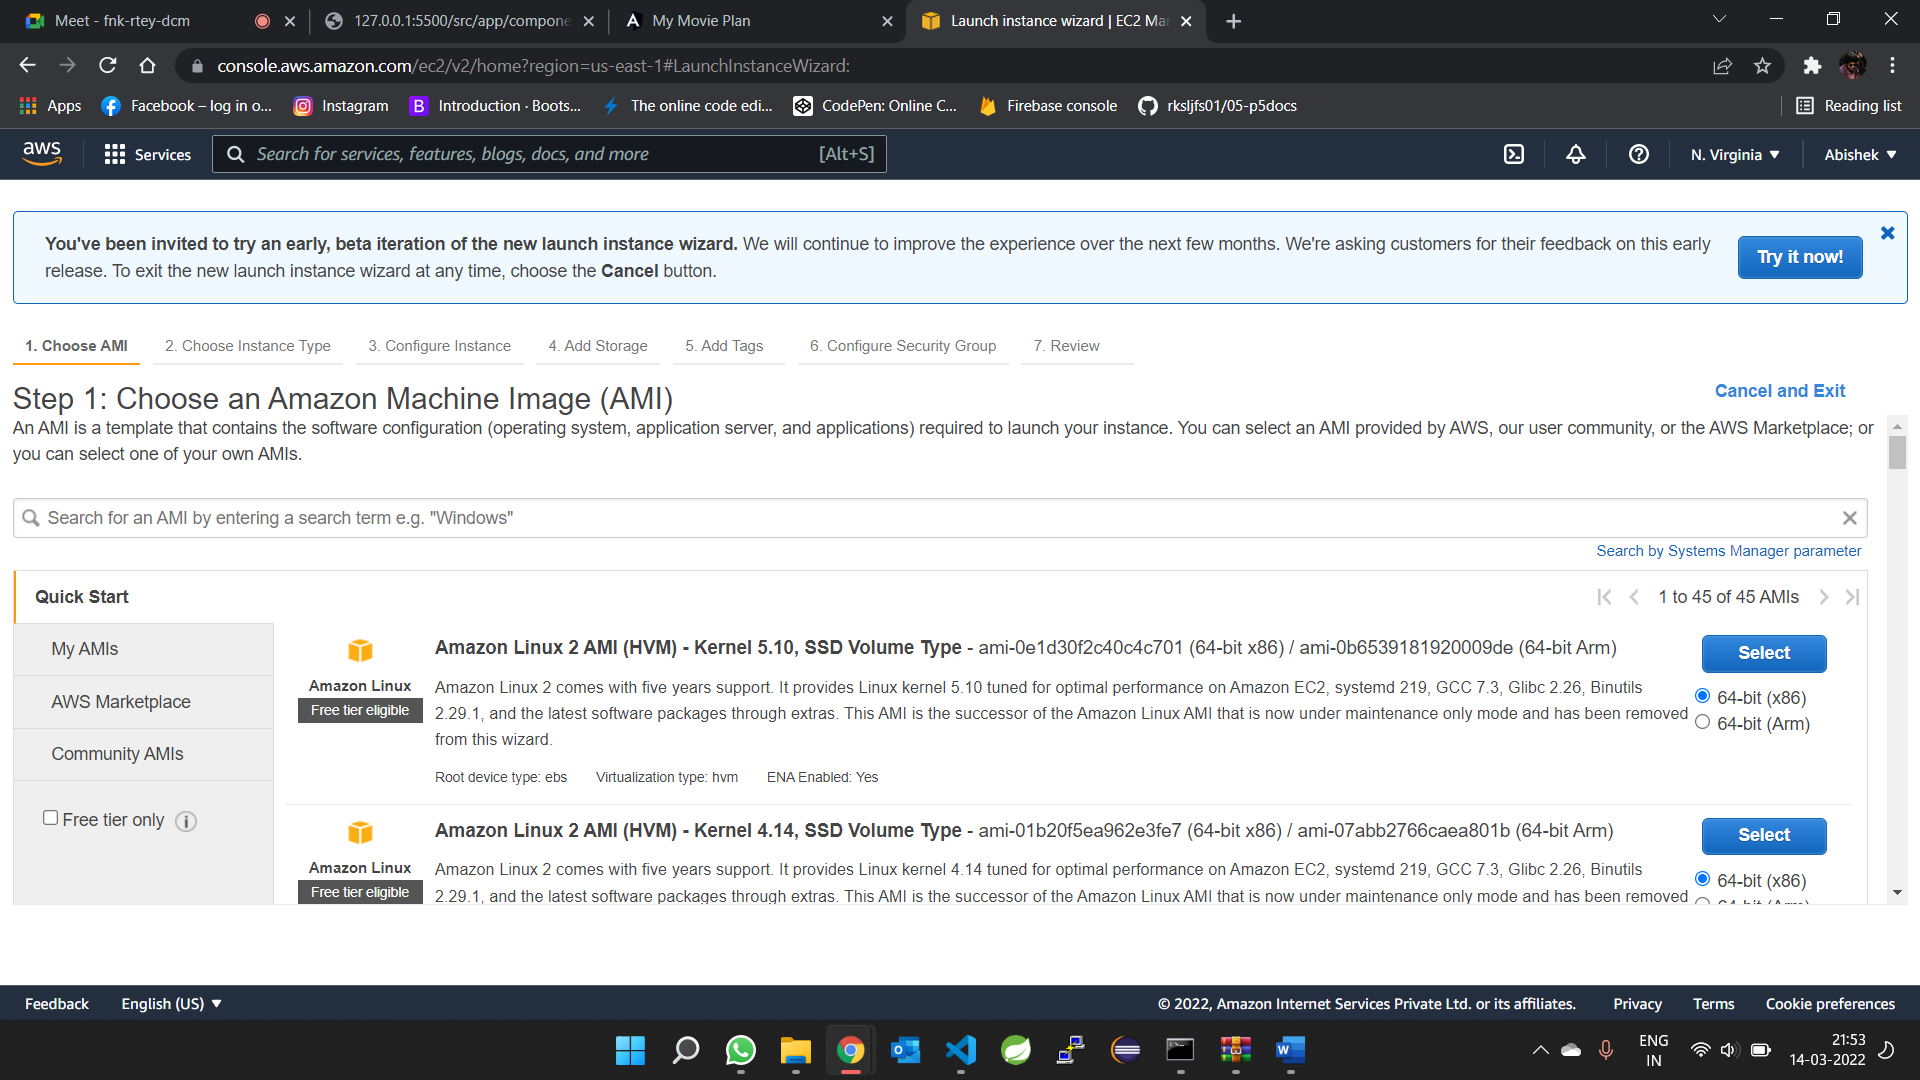 Meet - fnk-rtey-dcm
127.0.0.1:5500/src/app/compone
My Movie Plan
Launch instance wizard | EC2 Ma
console.aws.amazon.com/ec2/v2/home?region=us-east-1#LaunchInstanceWizard:
Apps
Facebook – log in o...
Instagram
B
Introduction · Boots...
The online code edi...
CodePen: Online C...
Firebase console
rksljfs01/05-p5docs
Reading list
aws
Services
Search for services, features, blogs, docs, and more
[Alt+S]
N. Virginia
Abishek
You've been invited to try an early, beta iteration of the new launch instance wizard. We will continue to improve the experience over the next few months. We're asking customers for their feedback on this early
release. To exit the new launch instance wizard at any time, choose the Cancel button.
Try it now!
1. Choose AMI
2. Choose Instance Type
3. Configure Instance
4. Add Storage
5. Add Tags
6. Configure Security Group
7. Review
Step 1: Choose an Amazon Machine Image (AMI)
Cancel and Exit
An AMI is a template that contains the software configuration (operating system, application server, and applications) required to launch your instance. You can select an AMI provided by AWS, our user community, or the AWS Marketplace; or
you can select one of your own AMIs.
Search for an AMI by entering a search term e.g. "Windows"
Search by Systems Manager parameter
Quick Start
1 to 45 of 45 AMIs
My AMIs
AWS Marketplace
Community AMIs
Free tier only
Amazon Linux
Free tier eligible
Amazon Linux 2 AMI (HVM) - Kernel 5.10, SSD Volume Type - ami-0e1d30f2c40c4c701 (64-bit x86) / ami-0b6539181920009de (64-bit Arm)
Amazon Linux 2 comes with five years support. It provides Linux kernel 5.10 tuned for optimal performance on Amazon EC2, systemd 219, GCC 7.3, Glibc 2.26, Binutils
2.29.1, and the latest software packages through extras. This AMI is the successor of the Amazon Linux AMI that is now under maintenance only mode and has been removed
from this wizard.
Root device type: ebs
Virtualization type: hvm
ENA Enabled: Yes
Select
64-bit (x86)
64-bit (Arm)
Amazon Linux
Free tier eligible
Amazon Linux 2 AMI (HVM) - Kernel 4.14, SSD Volume Type - ami-01b20f5ea962e3fe7 (64-bit x86) / ami-07abb2766caea801b (64-bit Arm)
Amazon Linux 2 comes with five years support. It provides Linux kernel 4.14 tuned for optimal performance on Amazon EC2, systemd 219, GCC 7.3, Glibc 2.26, Binutils
2.29.1, and the latest software packages through extras. This AMI is the successor of the Amazon Linux AMI that is now under maintenance only mode and has been removed
Select
64-bit (x86)
64-bit (Arm)
Feedback
English (US)
© 2022, Amazon Internet Services Private Ltd. or its affiliates.
Privacy
Terms
Cookie preferences
ENG
IN
21:53
14-03-2022